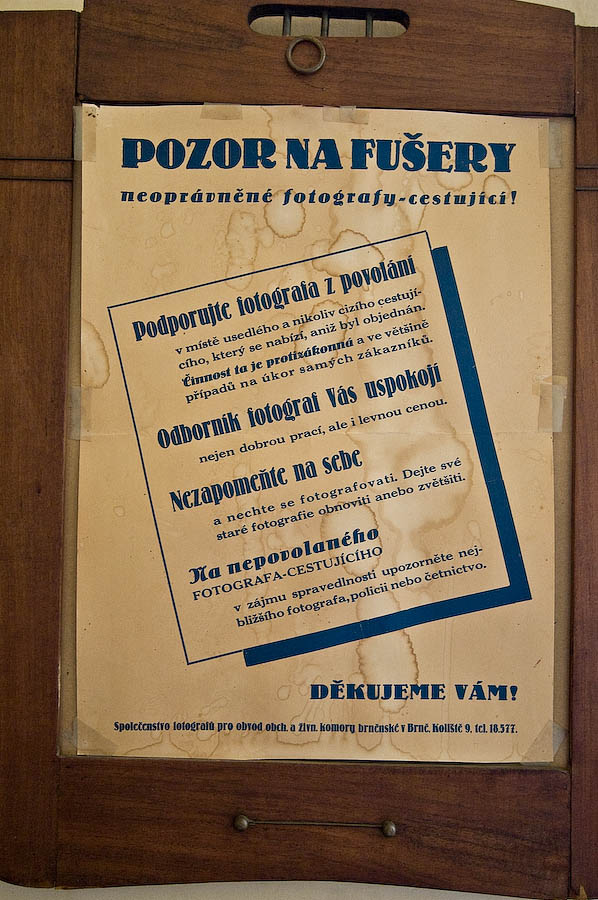 POZOR NA FUŠERY
neoprávněné fotografy-cestující!
Podporujte fotografa z povolání
v místě usedlého a nikoliv cizího cestují-
cího, který se nabízí, aniž byl objednán.
Činnost ta je protizákonná a ve většině
případů na úkor samých zákazníků.
Odborník fotograf Vás uspokojí
nejen dobrou prací, ale i levnou cenou.
Nezapomeňte na sebe
a nechte se fotografovati. Dejte své
staré fotografie obnoviti anebo zvětšiti.
Na nepovolaného
FOTOGRAFA-CESTUJÍCÍHO
v zájmu spravedlnosti upozorněte nej-
bližšího fotografa, policii nebo četnictvo.
DĚKUJEME VÁM!
Společenstvo fotografů pro obvod obch. a živn. komory brněnské v Brně, Koliště 9, tel. 18.577.